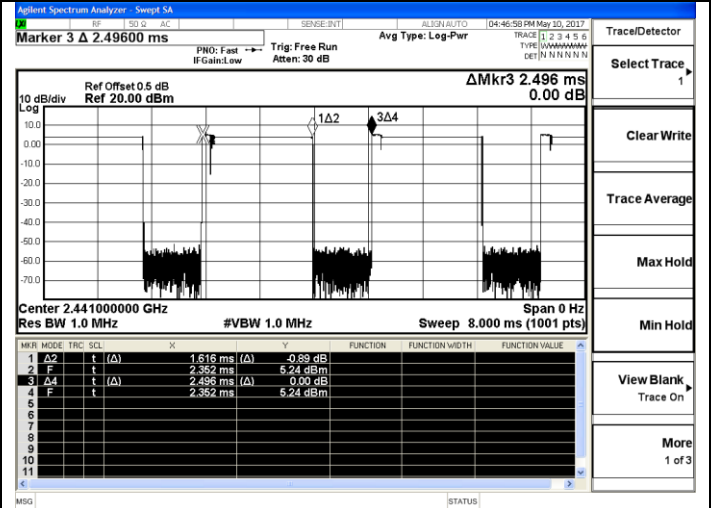 Agilent Spectrum Analyzer - Swept SA
RF 50 Ω AC SENSE:INT ALIGN AUTO 04:46:58 PM May 10, 2017
Marker 3 Δ 2.49600 ms
PNO: Fast
IFGain:Low
Trig: Free Run
Atten: 30 dB
Avg Type: Log-Pwr
TRACE 1 2 3 4 5 6
TYPE
DET N N N N N N
Trace/Detector
Select Trace
1
Clear Write
Trace Average
Max Hold
Min Hold
View Blank
Trace On
More
1 of 3
Ref Offset 0.5 dB
10 dB/div Ref 20.00 dBm
Log
ΔMkr3 2.496 ms
0.00 dB
1Δ2
3Δ4
10.0
0.00
-10.0
-20.0
-30.0
-40.0
-50.0
-60.0
-70.0
Center 2.441000000 GHz Span 0 Hz
Res BW 1.0 MHz #VBW 1.0 MHz Sweep 8.000 ms (1001 pts)
MKR MODE TRC SCL X Y FUNCTION FUNCTION WIDTH FUNCTION VALUE
1 Δ2 t (Δ) 1.616 ms (Δ) -0.89 dB
2 F t 2.352 ms 5.24 dBm
3 Δ4 t (Δ) 2.496 ms (Δ) 0.00 dB
4 F t 2.352 ms 5.24 dBm
5
6
7
8
9
10
11
MSG STATUS